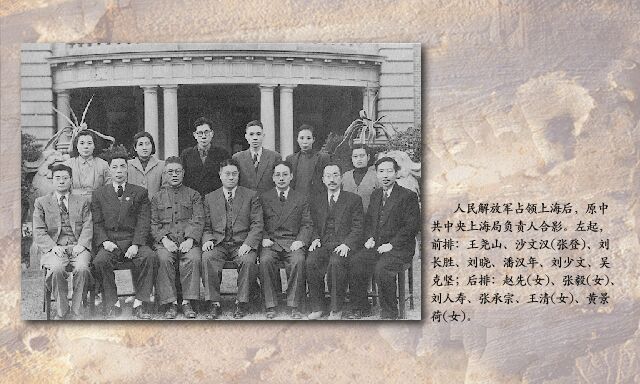 人民解放军占领上海后，原中
共中央上海局负责人合影。左起，
前排：王尧山、沙文汉(张登)、刘
长胜、刘晓、潘汉年、刘少文、吴
克坚；后排：赵先(女)、张毅(女)、
刘人寿、张承宗、王清(女)、黄景
荷(女)。